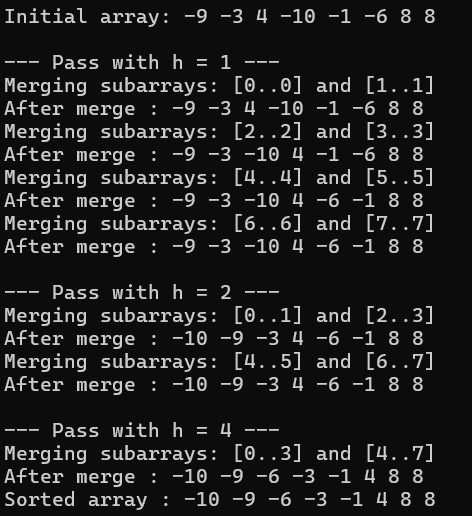 Initial array: -9 -3 4 -10 -1 -6 8 8
--- Pass with h = 1 ---
Merging subarrays: [0..0] and [1..1]
After merge : -9 -3 4 -10 -1 -6 8 8
Merging subarrays: [2..2] and [3..3]
After merge : -9 -3 -10 4 -1 -6 8 8
Merging subarrays: [4..4] and [5..5]
After merge : -9 -3 -10 4 -6 -1 8 8
Merging subarrays: [6..6] and [7..7]
After merge : -9 -3 -10 4 -6 -1 8 8
--- Pass with h = 2 ---
Merging subarrays: [0..1] and [2..3]
After merge : -10 -9 -3 4 -6 -1 8 8
Merging subarrays: [4..5] and [6..7]
After merge : -10 -9 -3 4 -6 -1 8 8
--- Pass with h = 4 ---
Merging subarrays: [0..3] and [4..7]
After merge : -10 -9 -6 -3 -1 4 8 8
Sorted array : -10 -9 -6 -3 -1 4 8 8